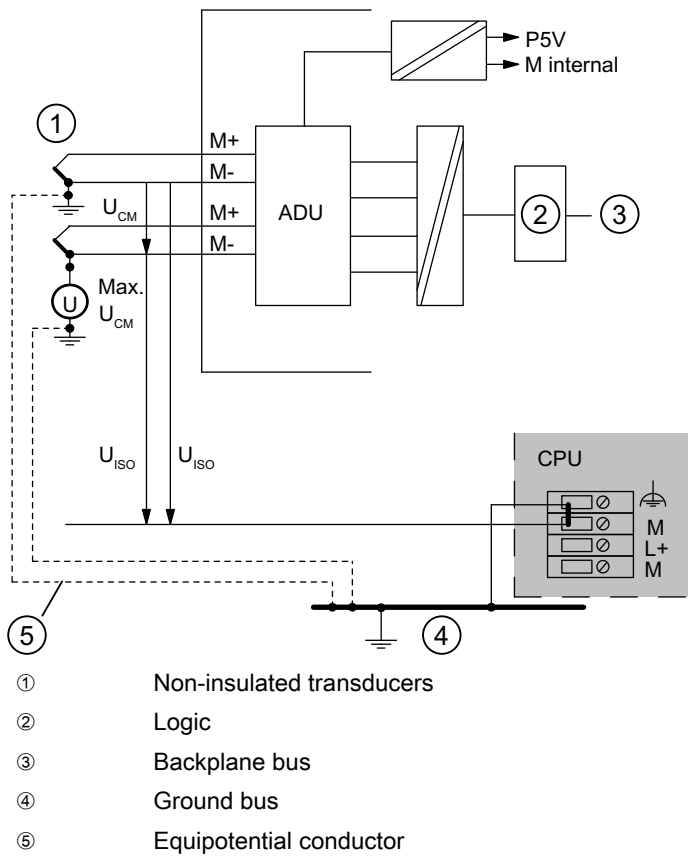 P5V
M internal
①
M+
M-
U_CM
M+
M-
ADU
②
③
U
Max.
U_CM
U_ISO
U_ISO
CPU
M
L+
M
⑤
④
① Non-insulated transducers
② Logic
③ Backplane bus
④ Ground bus
⑤ Equipotential conductor